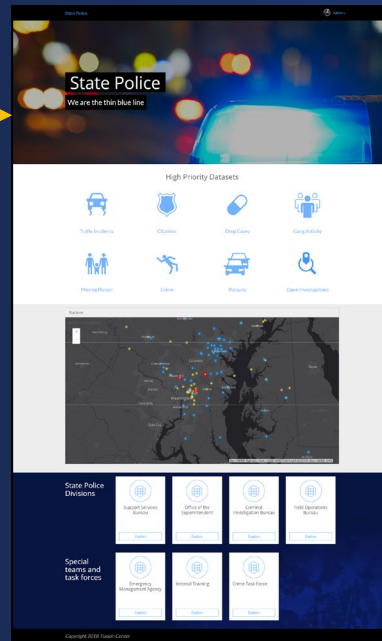 State Police
Admin
State Police
We are the thin blue line
High Priority Datasets
Traffic Incidents
Citations
Drug Cases
Gang Activity
Missing Person
Crime
Pursuits
Open Investigations
Stations
State Police
Divisions
Support Services
Bureau
Office of the
Superintendent
Criminal
Investigation Bureau
Field Operations
Bureau
Explore
Explore
Explore
Explore
Special
teams and
task forces
Emergency
Management Agency
Internal Training
Crime Task Force
Explore
Explore
Explore
Copyright 2018 Fusion Center